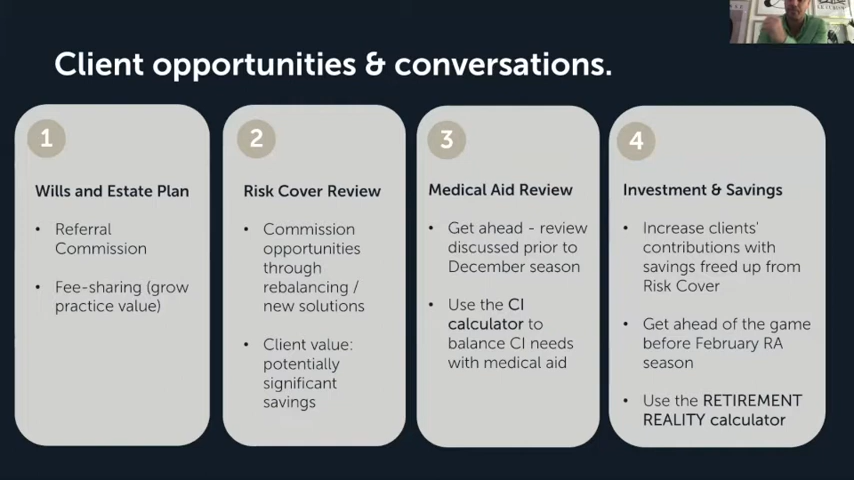 Client opportunities & conversations.
1
Wills and Estate Plan
• Referral
Commission
• Fee-sharing (grow
practice value)
2
Risk Cover Review
• Commission
opportunities
through
rebalancing /
new solutions
• Client value:
potentially
significant
savings
3
Medical Aid Review
• Get ahead - review
discussed prior to
December season
• Use the CI
calculator to
balance CI needs
with medical aid
4
Investment & Savings
• Increase clients'
contributions with
savings freed up from
Risk Cover
• Get ahead of the game
before February RA
season
• Use the RETIREMENT
REALITY calculator